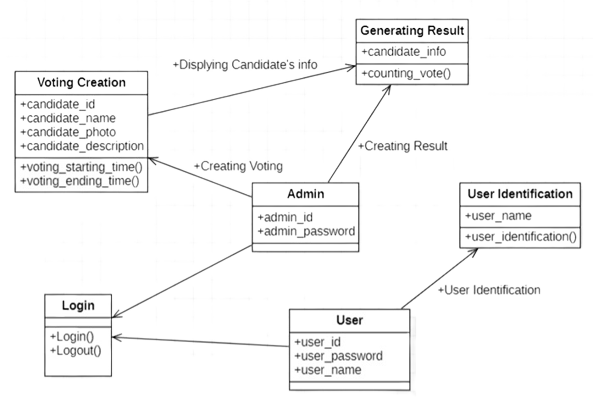 Generating Result
+candidate_info
+counting_vote()
+Displying Candidate's info
Voting Creation
+candidate_id
+candidate_name
+candidate_photo
+candidate_description
+voting_starting_time()
+voting_ending_time()
+Creating Result
+Creating Voting
Admin
+admin_id
+admin_password
User Identification
+user_name
+user_identification()
+User Identification
Login
+Login()
+Logout()
User
+user_id
+user_password
+user_name